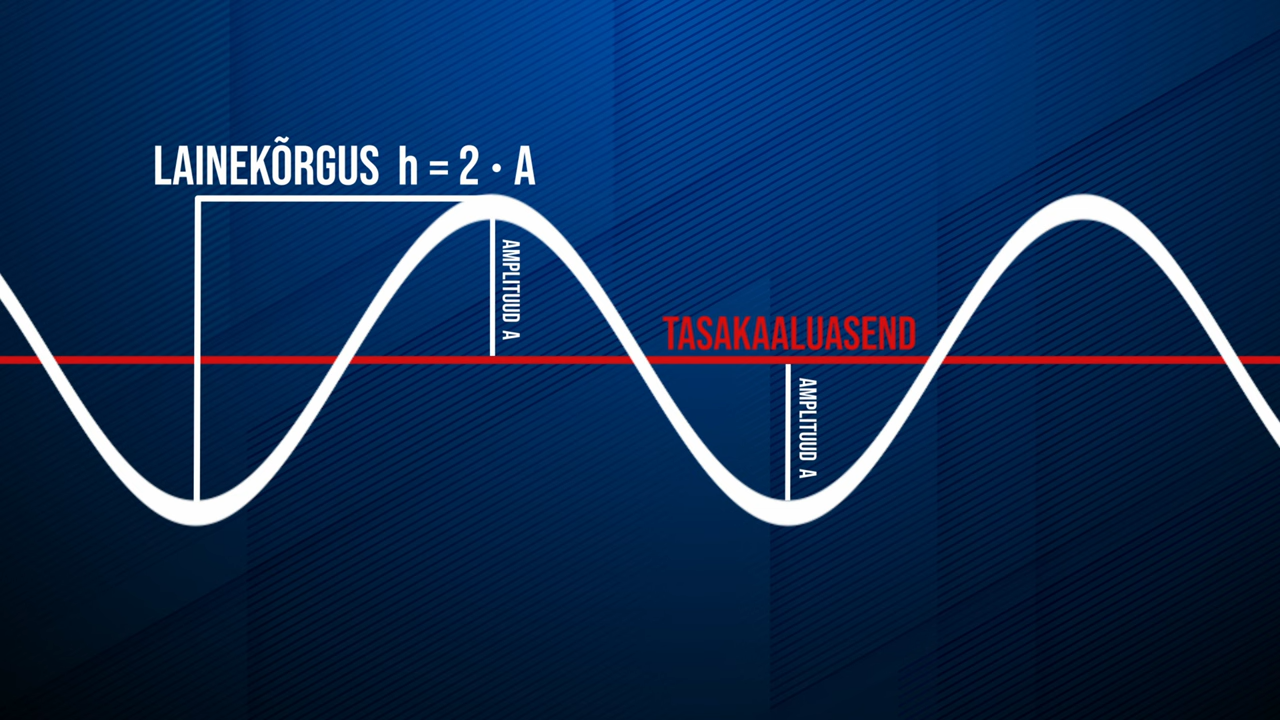 LAINEKÕRGUS h = 2 · A
AMPLITUUD A
TASAKAALUASEND
AMPLITUUD A